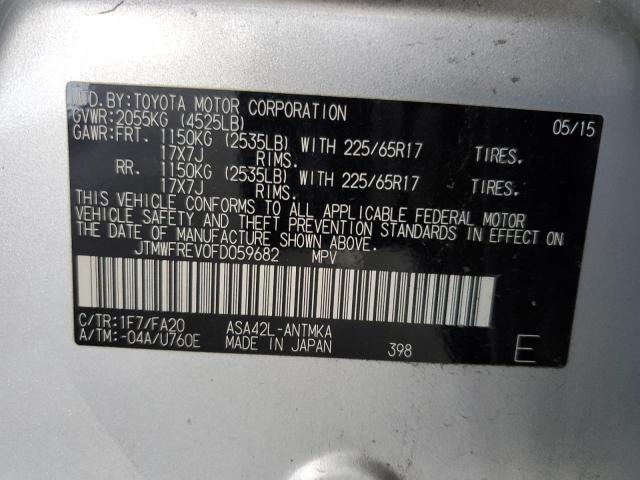 MFD.BY:TOYOTA MOTOR CORPORATION 05/15
GVWR:2055KG (4525LB)
GAWR:FRT. 1150KG (2535LB) WITH 225/65R17 TIRES.
17X7J RIMS.
RR. 1150KG (2535LB) WITH 225/65R17 TIRES.
17X7J RIMS.
THIS VEHICLE CONFORMS TO ALL APPLICABLE FEDERAL MOTOR
VEHICLE SAFETY AND THEFT PREVENTION STANDARDS IN EFFECT ON
THE DATE OF MANUFACTURE SHOWN ABOVE.
JTMWFREV0FD059682 MPV
C/TR:1F7/FA20 ASA42L-ANTMKA
A/TM:-04A/U760E MADE IN JAPAN 398 E